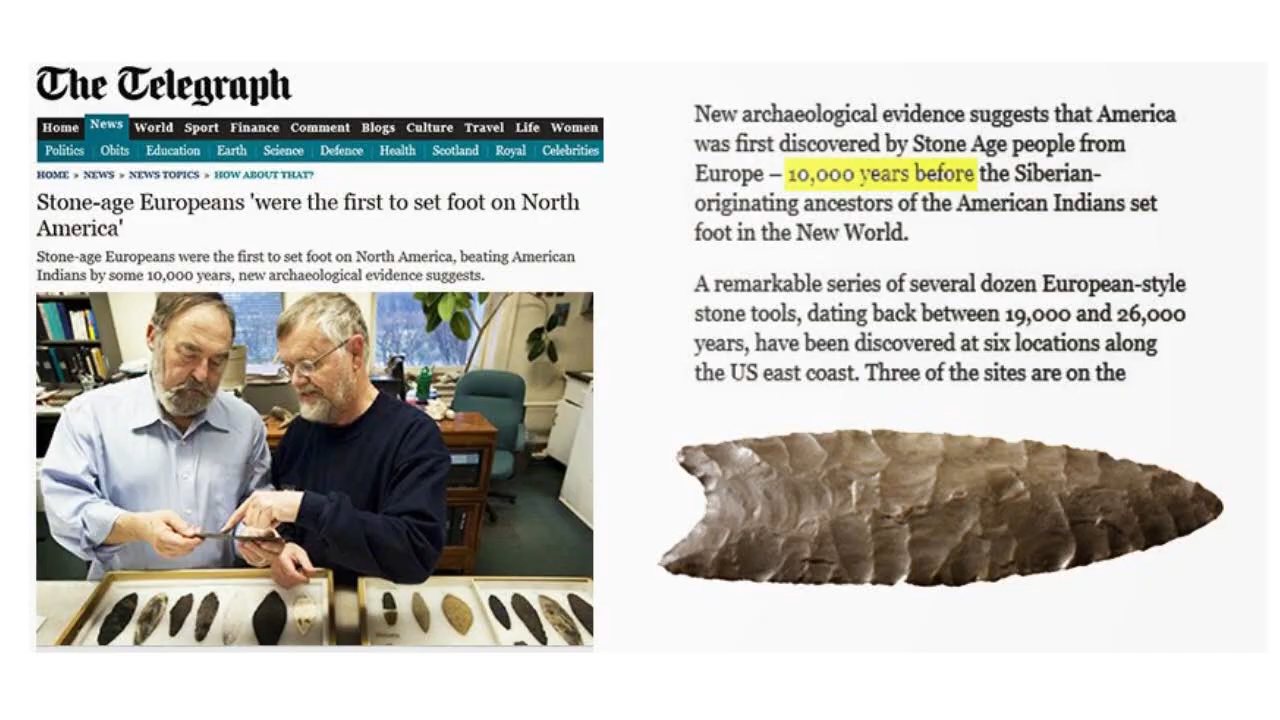 The Telegraph
Home News World Sport Finance Comment Blogs Culture Travel Life Women
Politics Obits Education Earth Science Defence Health Scotland Royal Celebrities
HOME » NEWS » NEWS TOPICS » HOW ABOUT THAT?
Stone-age Europeans 'were the first to set foot on North
America'
Stone-age Europeans were the first to set foot on North America, beating American
Indians by some 10,000 years, new archaeological evidence suggests.
New archaeological evidence suggests that America
was first discovered by Stone Age people from
Europe – 10,000 years before the Siberian-
originating ancestors of the American Indians set
foot in the New World.
A remarkable series of several dozen European-style
stone tools, dating back between 19,000 and 26,000
years, have been discovered at six locations along
the US east coast. Three of the sites are on the